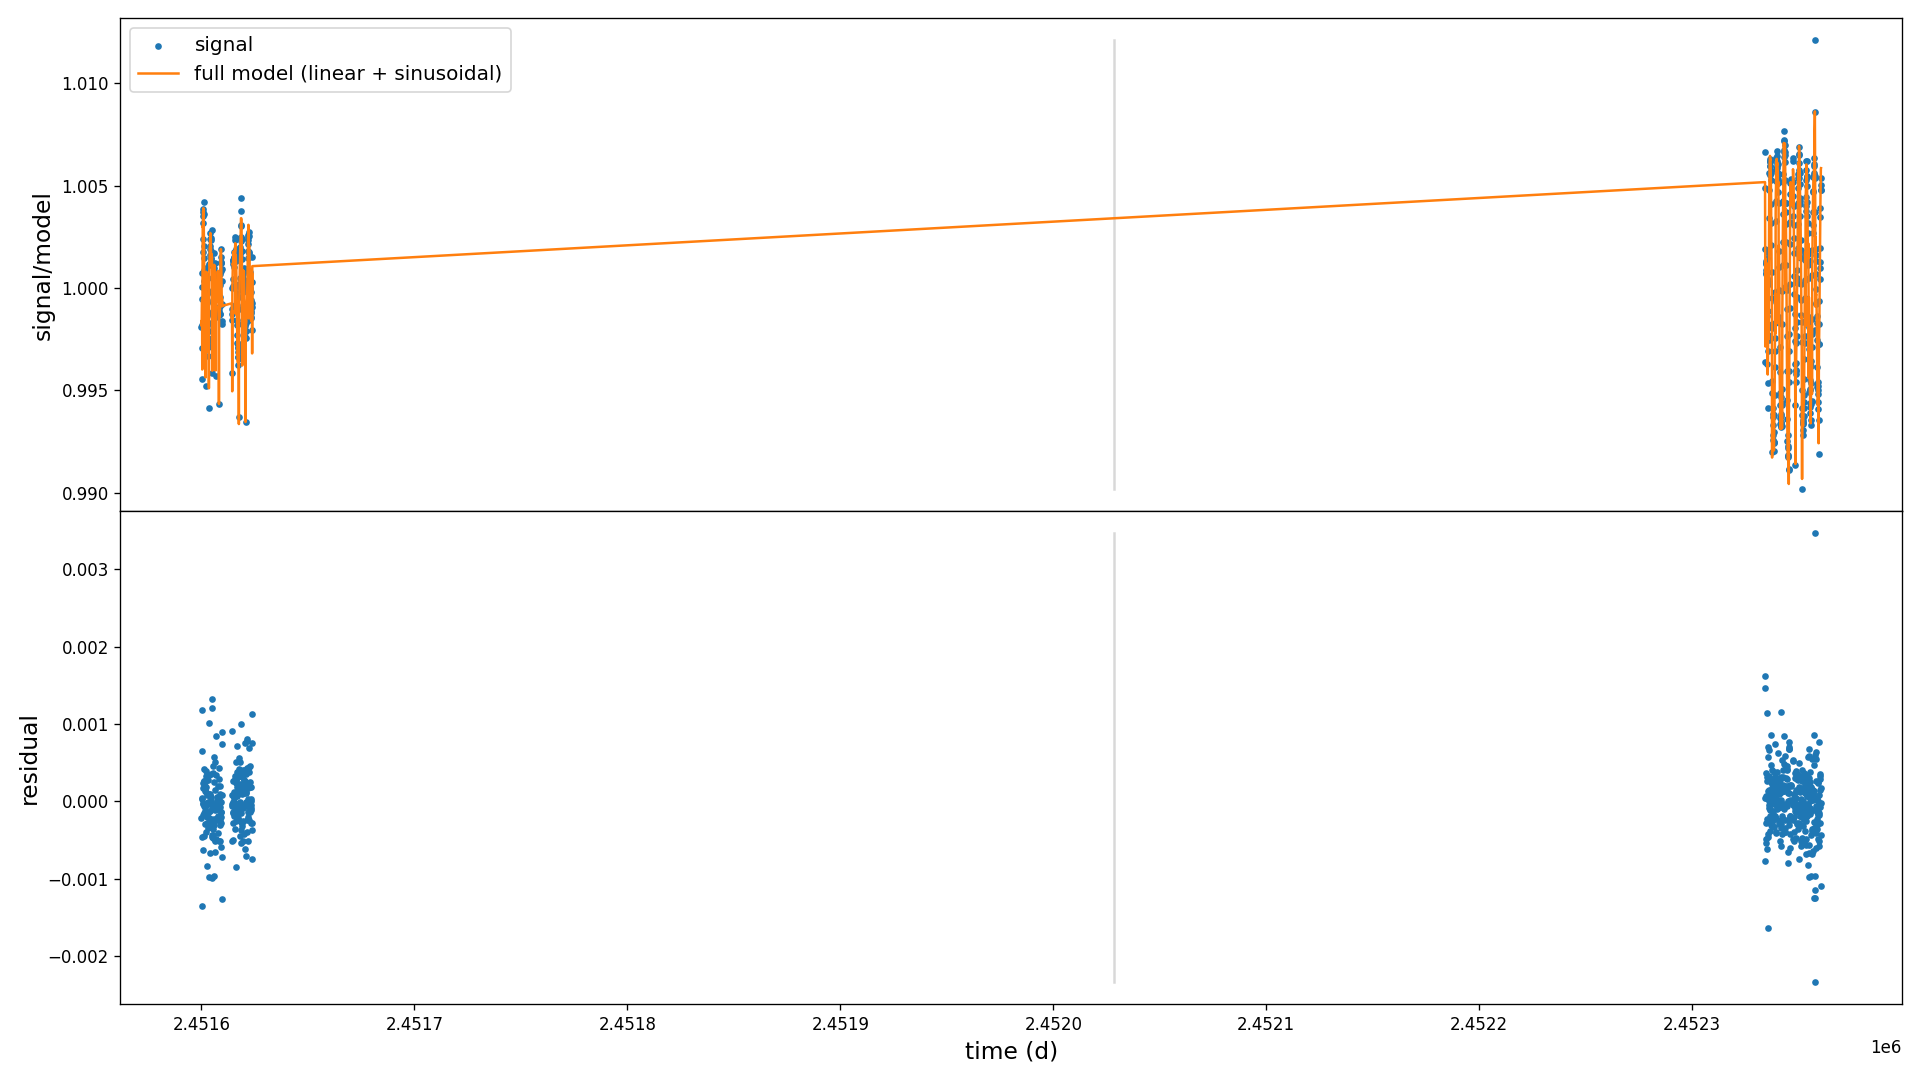 signal
full model (linear + sinusoidal)
signal/model
1.010
1.005
1.000
0.995
0.990
residual
0.003
0.002
0.001
0.000
−0.001
−0.002
2.4516 2.4517 2.4518 2.4519 2.4520 2.4521 2.4522 2.4523
1e6
time (d)